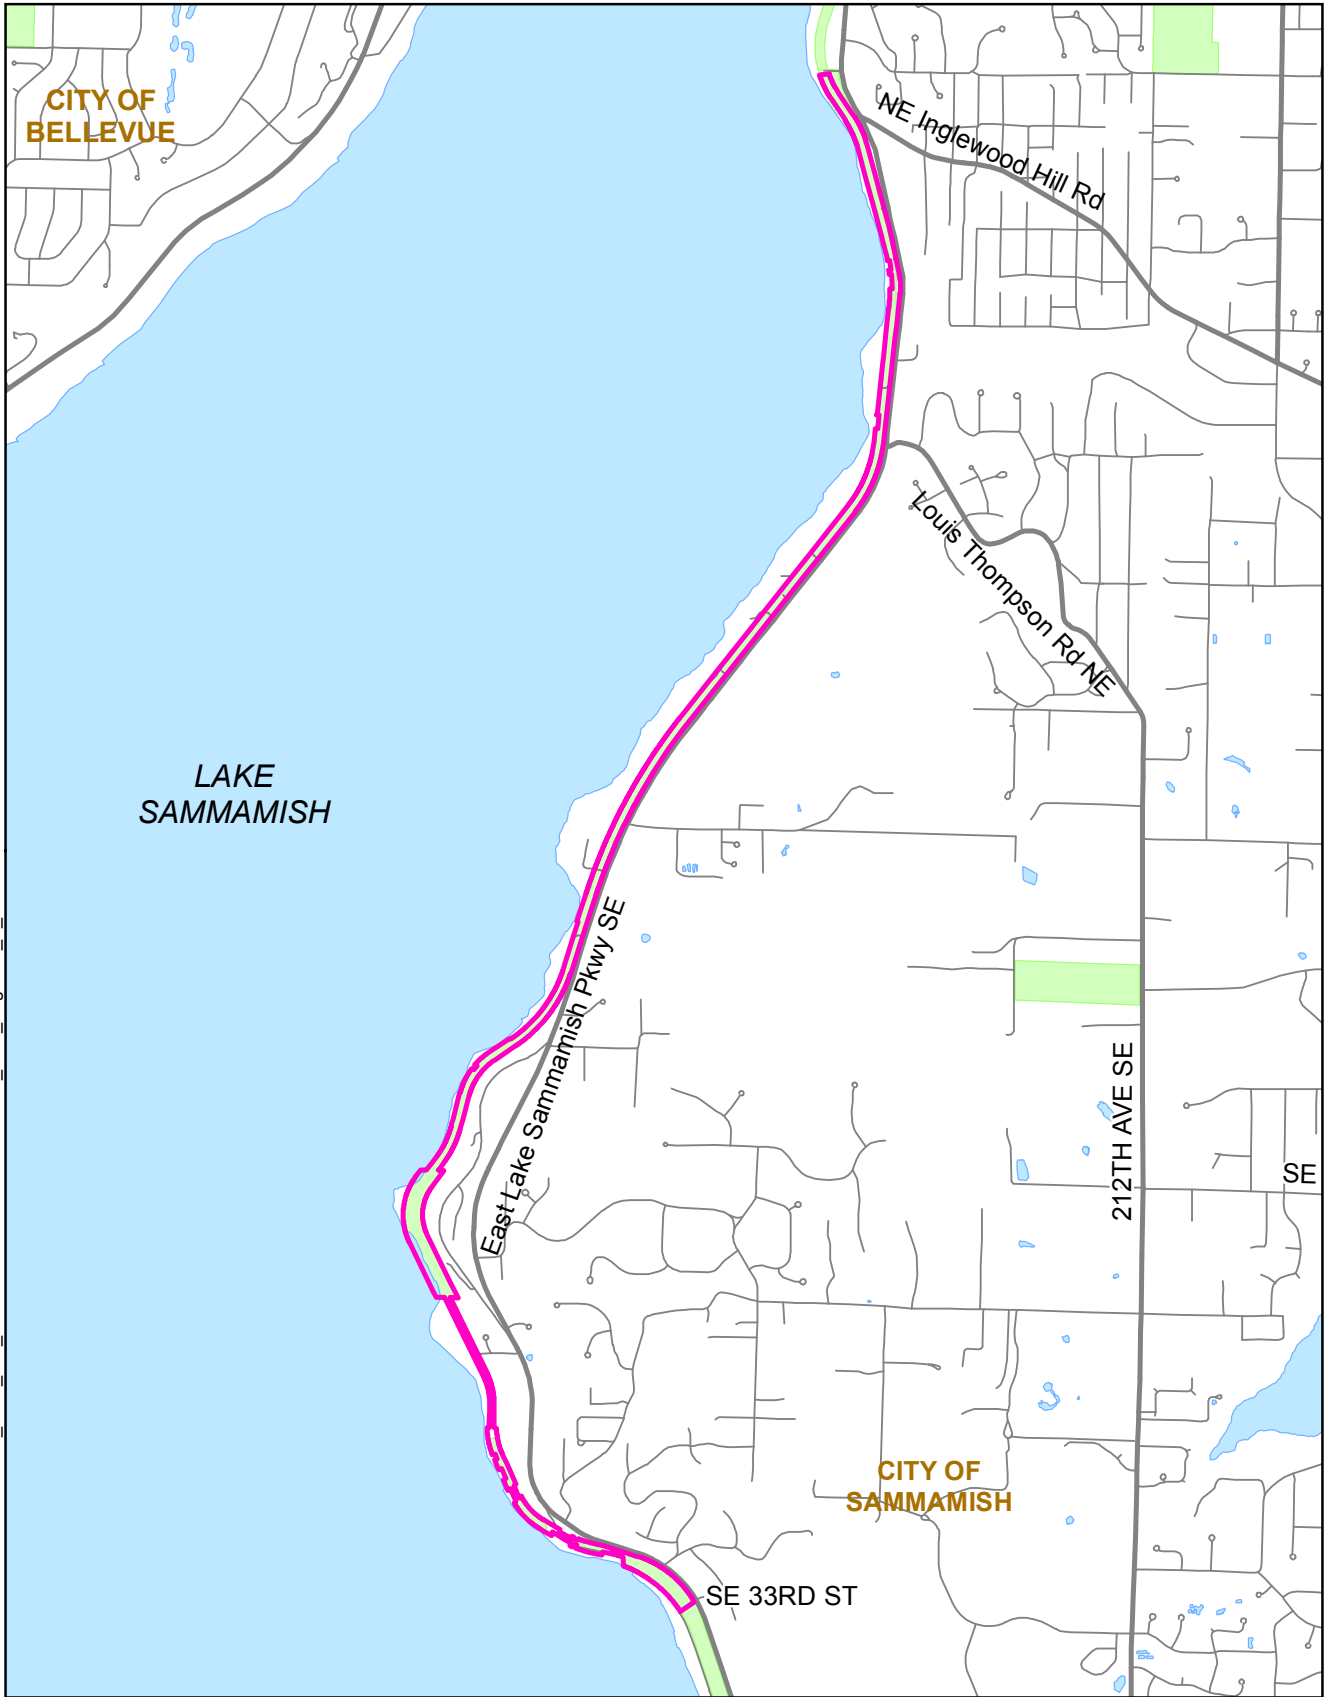 CITY OF
BELLEVUE
NE Inglewood Hill Rd
Louis Thompson Rd NE
LAKE
SAMMAMISH
East Lake Sammamish Pkwy SE
212TH AVE SE
SE
CITY OF
SAMMAMISH
SE 33RD ST